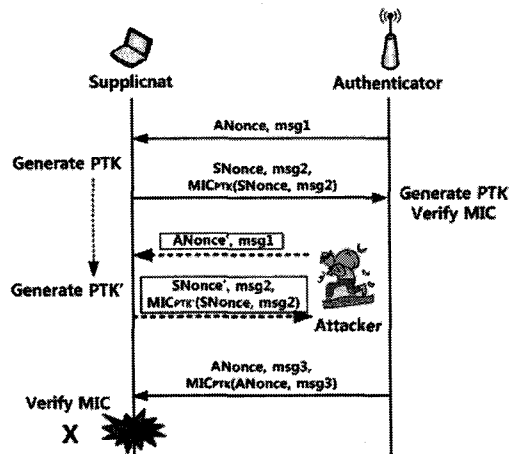 Supplicnat
Authenticator
ANonce, msg1
Generate PTK
SNonce, msg2,
MICPTK(SNonce, msg2)
Generate PTK
Verify MIC
ANonce', msg1
Generate PTK'
SNonce', msg2,
MICPTK'(SNonce, msg2)
Attacker
ANonce, msg3,
MICPTK(ANonce, msg3)
Verify MIC
X